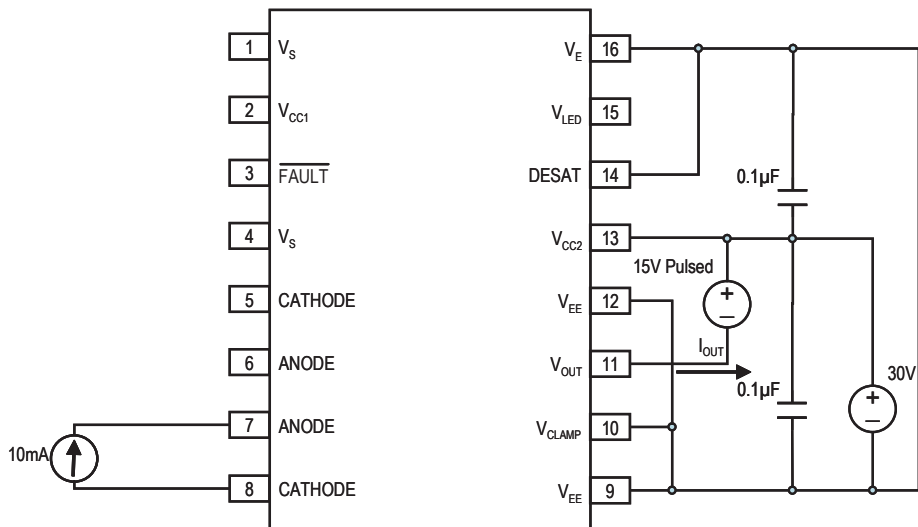 1 V_S
2 V_CC1
3 FAULT
4 V_S
5 CATHODE
6 ANODE
7 ANODE
8 CATHODE
10mA
V_E 16
V_LED 15
DESAT 14
V_CC2 13
V_EE 12
V_OUT 11
V_CLAMP 10
V_EE 9
0.1µF
15V Pulsed
+
–
I_OUT
0.1µF
30V
+
–